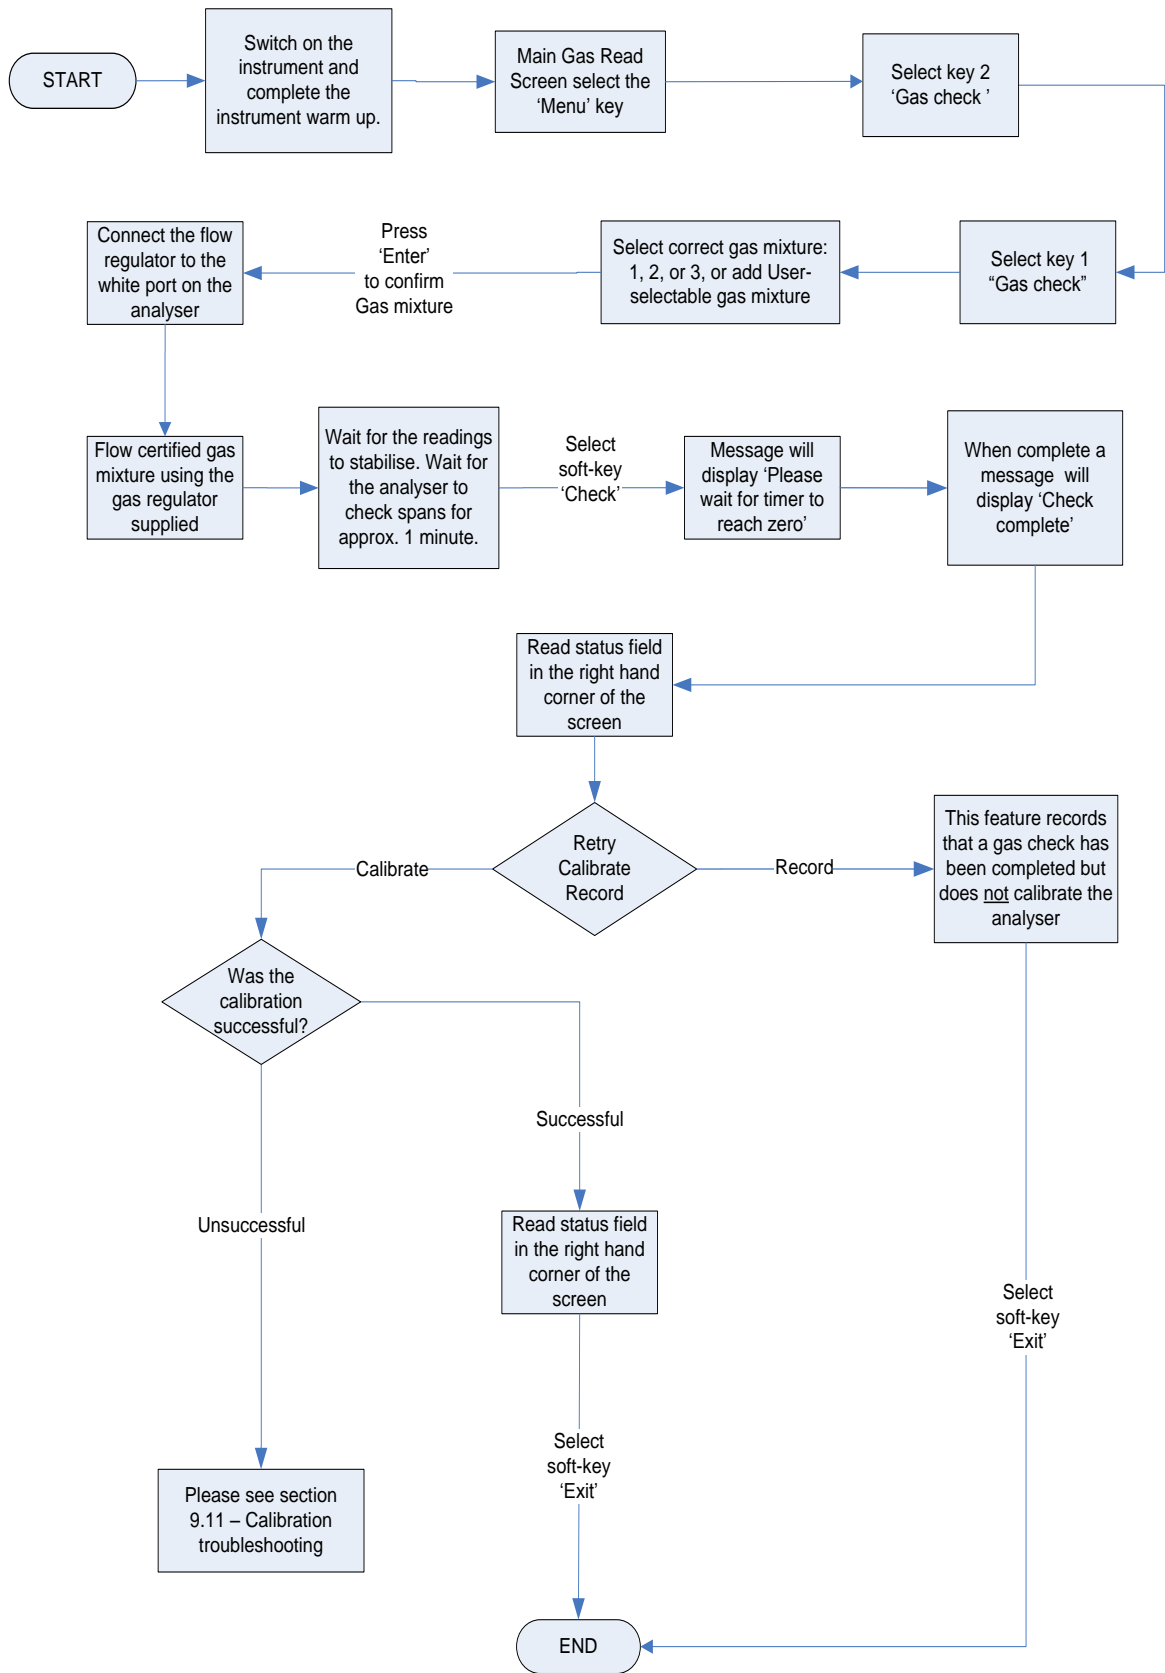 START
Switch on the
instrument and
complete the
instrument warm up.
Main Gas Read
Screen select the
‘Menu’ key
Select key 2
‘Gas check ’
Select key 1
“Gas check”
Select correct gas mixture:
1, 2, or 3, or add User-
selectable gas mixture
Press
‘Enter’
to confirm
Gas mixture
Connect the flow
regulator to the
white port on the
analyser
Flow certified gas
mixture using the
gas regulator
supplied
Wait for the readings
to stabilise. Wait for
the analyser to
check spans for
approx. 1 minute.
Select
soft-key
‘Check’
Message will
display ‘Please
wait for timer to
reach zero’
When complete a
message  will
display ‘Check
complete’
Read status field
in the right hand
corner of the
screen
Retry
Calibrate
Record
Calibrate
Record
This feature records
that a gas check has
been completed but
does not calibrate the
analyser
Was the
calibration
successful?
Successful
Unsuccessful
Read status field
in the right hand
corner of the
screen
Select
soft-key
‘Exit’
Select
soft-key
‘Exit’
Please see section
9.11 – Calibration
troubleshooting
END